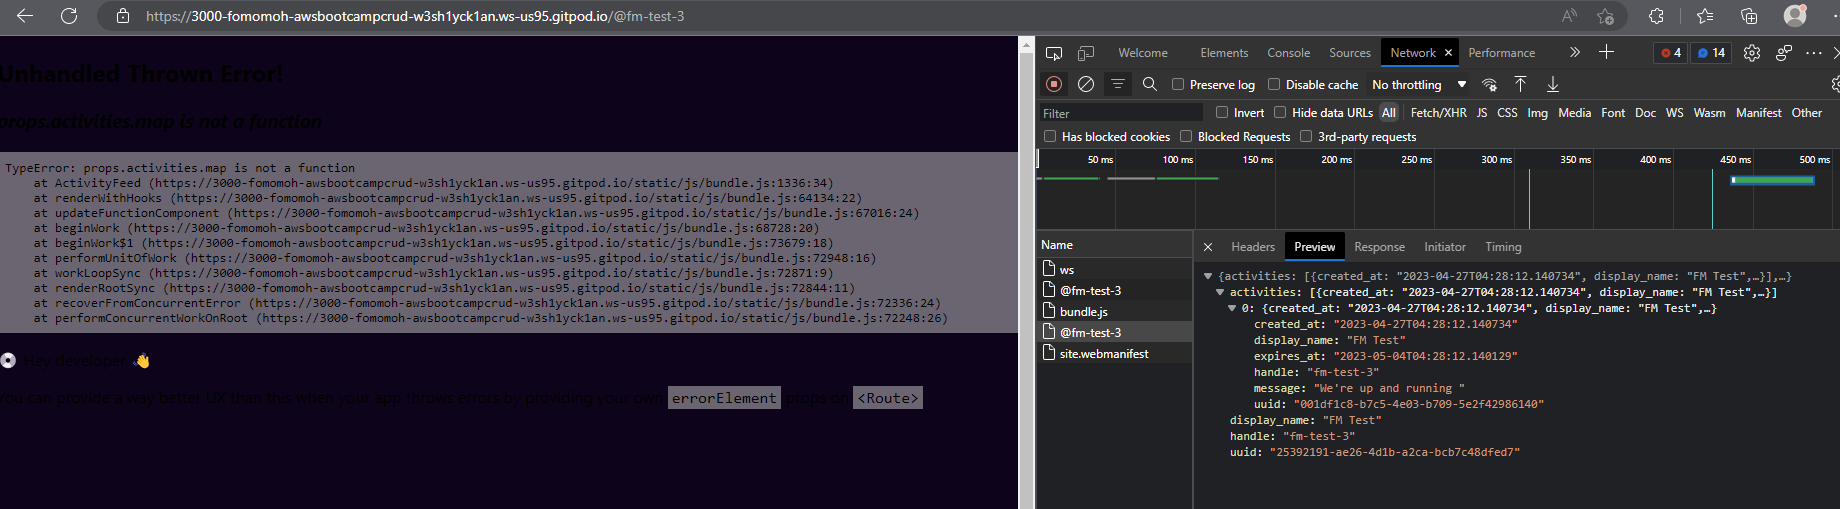 https://3000-fomomoh-awsbootcampcrud-w3sh1yck1an.ws-us95.gitpod.io/@fm-test-3
Unhandled Thrown Error!
props.activities.map is not a function
TypeError: props.activities.map is not a function
at ActivityFeed (https://3000-fomomoh-awsbootcampcrud-w3sh1yck1an.ws-us95.gitpod.io/static/js/bundle.js:1336:34)
at renderWithHooks (https://3000-fomomoh-awsbootcampcrud-w3sh1yck1an.ws-us95.gitpod.io/static/js/bundle.js:64134:22)
at updateFunctionComponent (https://3000-fomomoh-awsbootcampcrud-w3sh1yck1an.ws-us95.gitpod.io/static/js/bundle.js:67016:24)
at beginWork (https://3000-fomomoh-awsbootcampcrud-w3sh1yck1an.ws-us95.gitpod.io/static/js/bundle.js:68728:20)
at beginWork$1 (https://3000-fomomoh-awsbootcampcrud-w3sh1yck1an.ws-us95.gitpod.io/static/js/bundle.js:73679:18)
at performUnitOfWork (https://3000-fomomoh-awsbootcampcrud-w3sh1yck1an.ws-us95.gitpod.io/static/js/bundle.js:72948:16)
at workLoopSync (https://3000-fomomoh-awsbootcampcrud-w3sh1yck1an.ws-us95.gitpod.io/static/js/bundle.js:72871:9)
at renderRootSync (https://3000-fomomoh-awsbootcampcrud-w3sh1yck1an.ws-us95.gitpod.io/static/js/bundle.js:72844:11)
at recoverFromConcurrentError (https://3000-fomomoh-awsbootcampcrud-w3sh1yck1an.ws-us95.gitpod.io/static/js/bundle.js:72336:24)
at performConcurrentWorkOnRoot (https://3000-fomomoh-awsbootcampcrud-w3sh1yck1an.ws-us95.gitpod.io/static/js/bundle.js:72248:26)
💿 Hey developer 👋
You can provide a way better UX than this when your app throws errors by providing your own errorElement props on <Route>
Welcome Elements Console Sources Network Performance 4 14
Preserve log Disable cache No throttling
Filter Invert Hide data URLs All Fetch/XHR JS CSS Img Media Font Doc WS Wasm Manifest Other
Has blocked cookies Blocked Requests 3rd-party requests
50 ms 100 ms 150 ms 200 ms 250 ms 300 ms 350 ms 400 ms 450 ms 500 ms
Name
ws
@fm-test-3
bundle.js
@fm-test-3
site.webmanifest
Headers Preview Response Initiator Timing
{activities: [{created_at: "2023-04-27T04:28:12.140734", display_name: "FM Test",…}],…}
activities: [{created_at: "2023-04-27T04:28:12.140734", display_name: "FM Test",…}]
0: {created_at: "2023-04-27T04:28:12.140734", display_name: "FM Test",…}
created_at: "2023-04-27T04:28:12.140734"
display_name: "FM Test"
expires_at: "2023-05-04T04:28:12.140129"
handle: "fm-test-3"
message: "We're up and running "
uuid: "001df1c8-b7c5-4e03-b709-5e2f42986140"
display_name: "FM Test"
handle: "fm-test-3"
uuid: "25392191-ae26-4d1b-a2ca-bcb7c48dfed7"